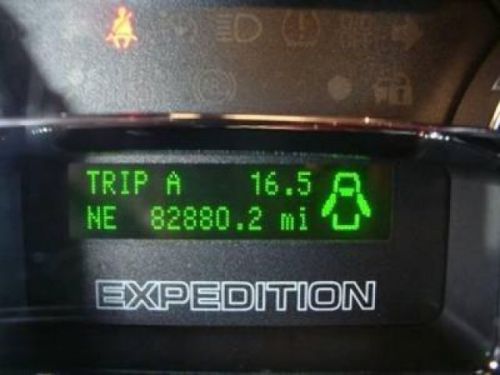 TRIP A 16.5
NE 82880.2 mi
EXPEDITION